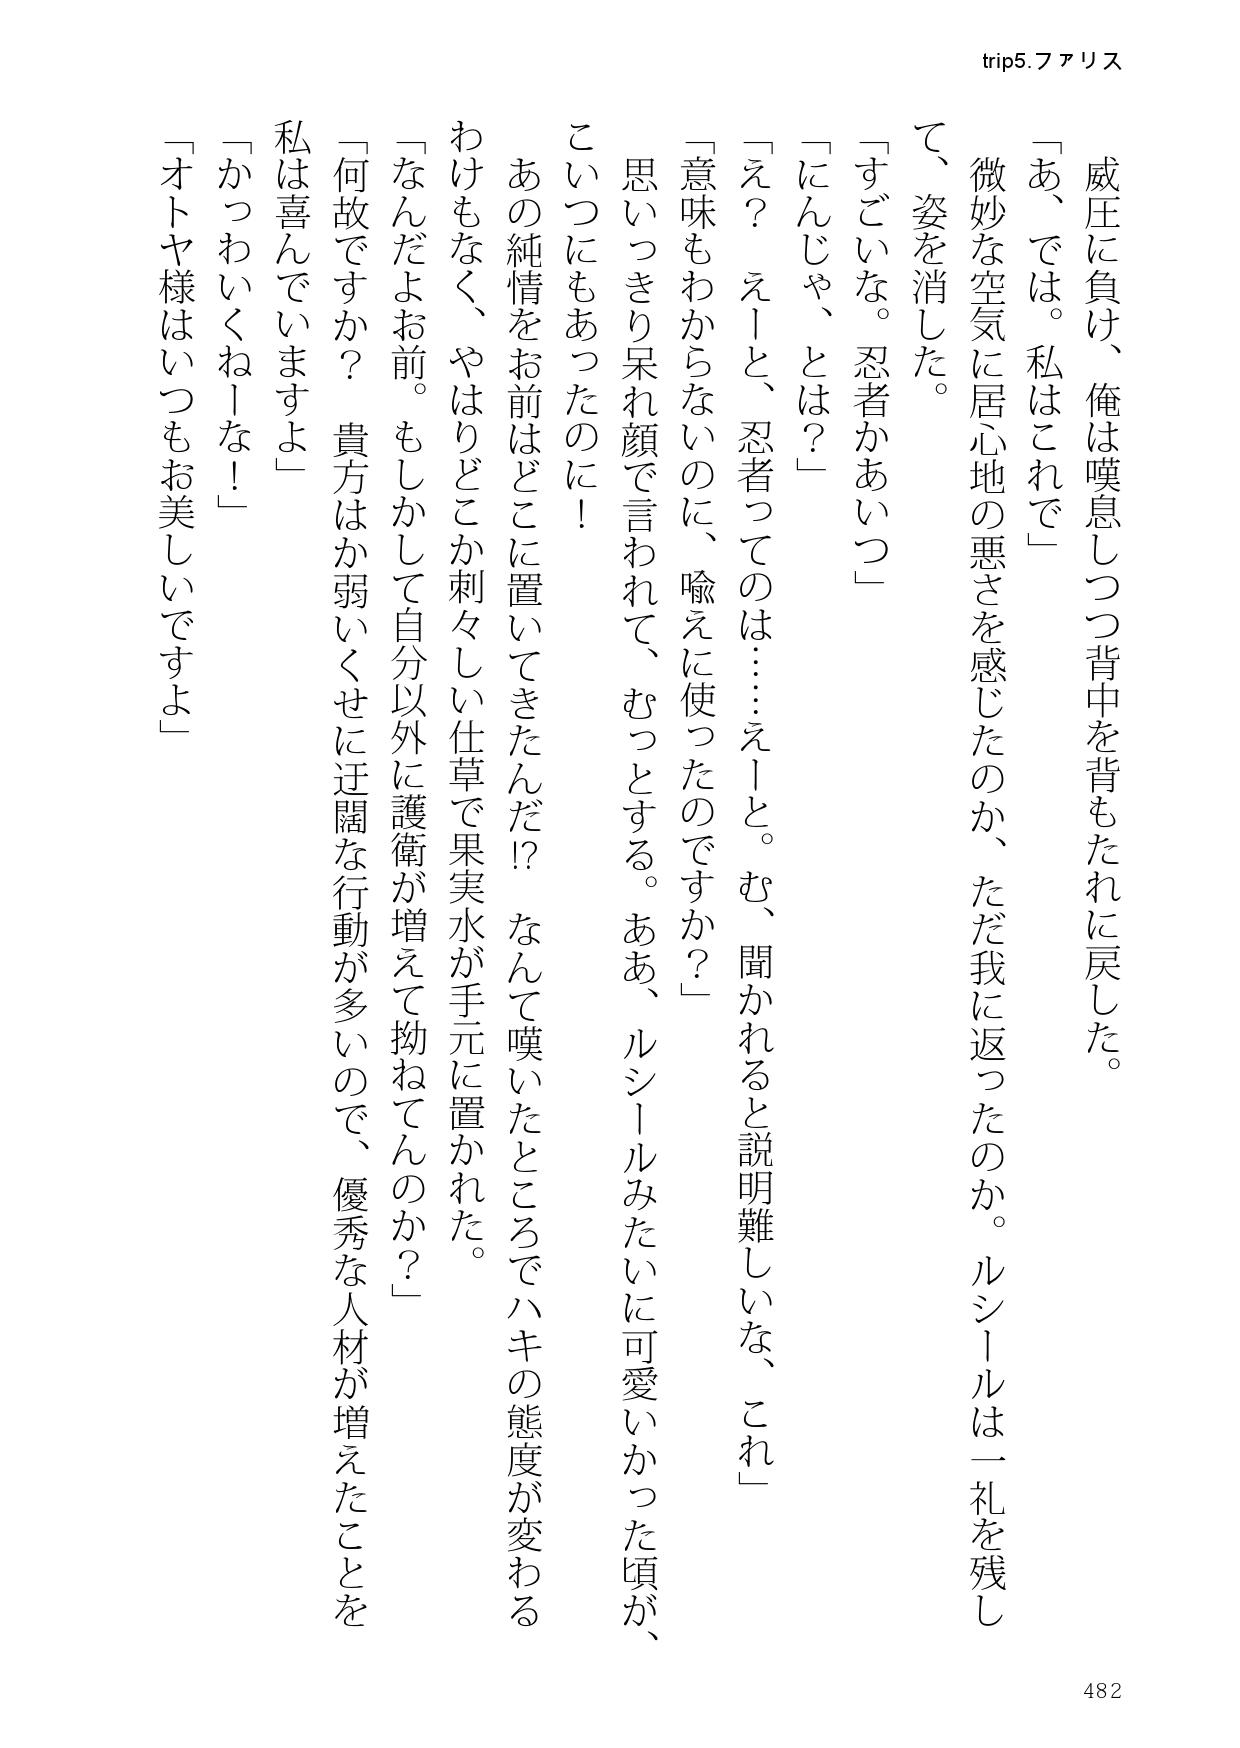 trip5.ファリス
　威圧に負け、俺は嘆息しつつ背中を背もたれに戻した。
「あ、では。私はこれで」
　微妙な空気に居心地の悪さを感じたのか、ただ我に返ったのか。ルシールは一礼を残し
て、姿を消した。
「すごいな。忍者かあいつ」
「にんじゃ、とは？」
「え？　えーと、忍者ってのは……えーと。む、聞かれると説明難しいな、これ」
「意味もわからないのに、喩えに使ったのですか？」
　思いっきり呆れ顔で言われて、むっとする。ああ、ルシールみたいに可愛いかった頃が、
こいつにもあったのに！
　あの純情をお前はどこに置いてきたんだ!?　なんて嘆いたところでハキの態度が変わる
わけもなく、やはりどこか刺々しい仕草で果実水が手元に置かれた。
「なんだよお前。もしかして自分以外に護衛が増えて拗ねてんのか？」
「何故ですか？　貴方はか弱いくせに迂闊な行動が多いので、優秀な人材が増えたことを
私は喜んでいますよ」
「かっわいくねーな！」
「オトヤ様はいつもお美しいですよ」
482